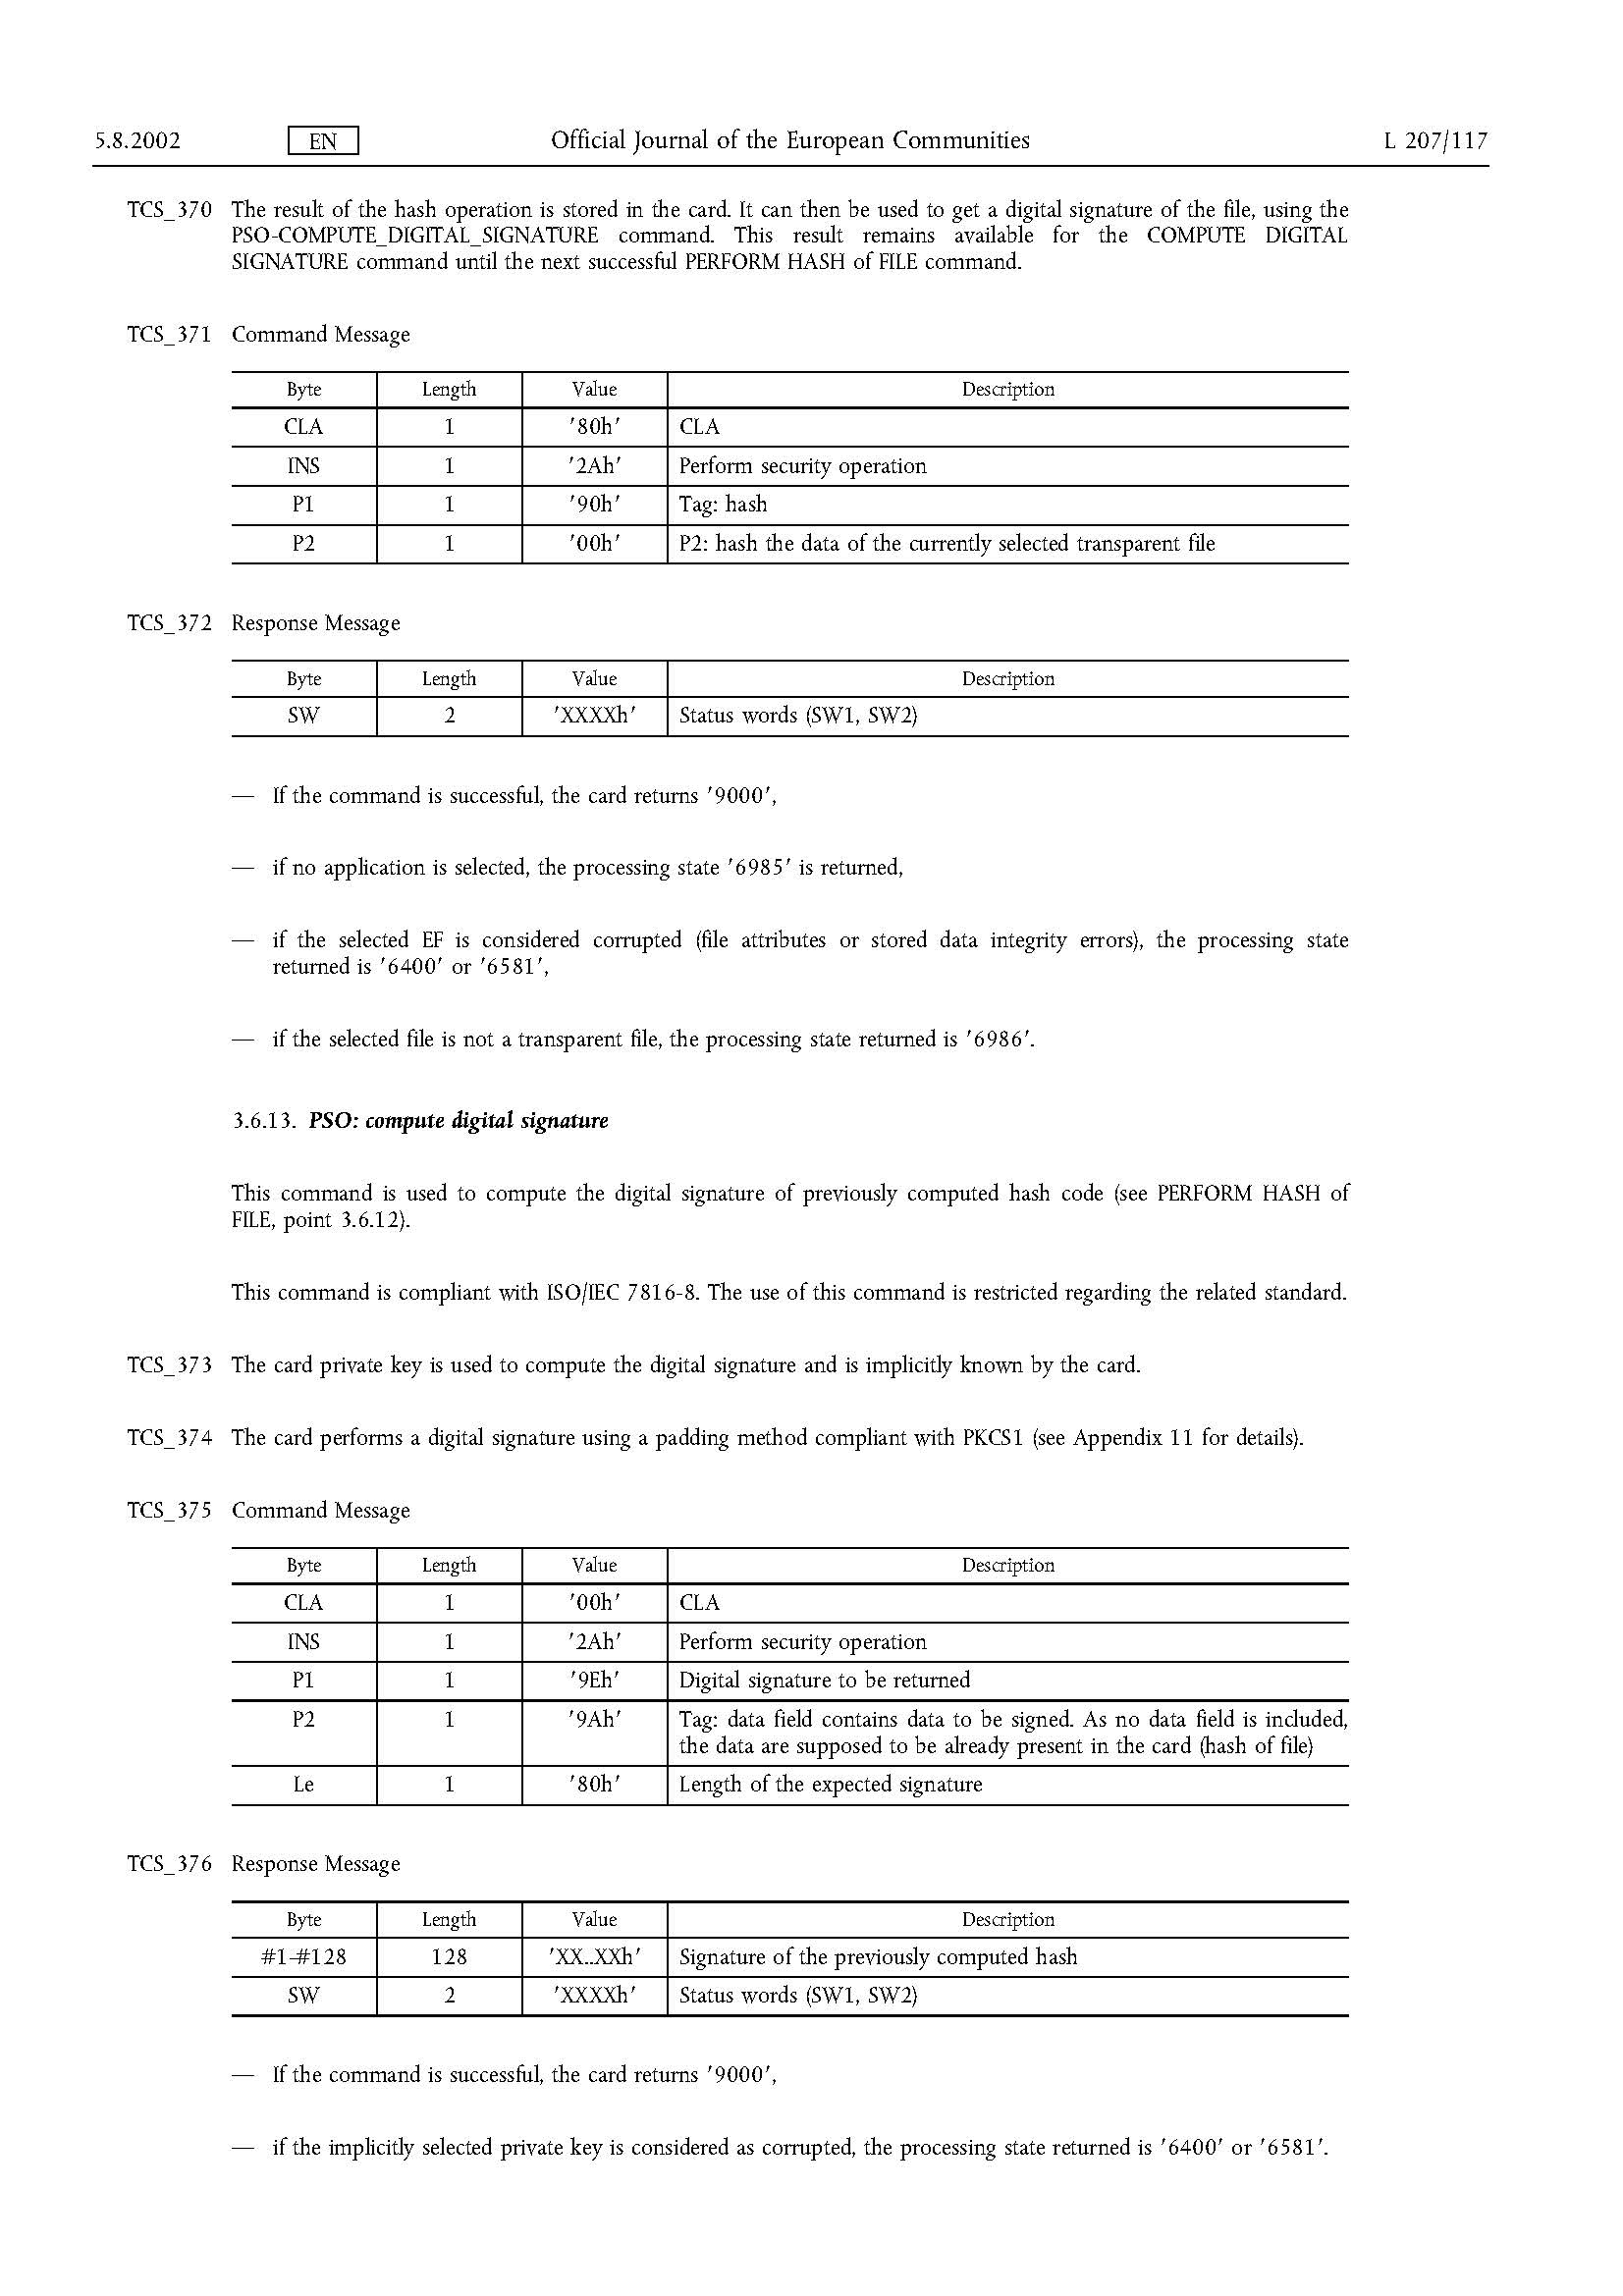 5.8.2002 EN Official Journal of the European Communities L 207/117
TCS_370 The result of the hash operation is stored in the card. It can then be used to get a digital signature of the file, using the
PSO-COMPUTE_DIGITAL_SIGNATURE command. This result remains available for the COMPUTE DIGITAL
SIGNATURE command until the next successful PERFORM HASH of FILE command.
TCS_371 Command Message
Byte Length Value Description
CLA 1 '80h' CLA
INS 1 '2Ah' Perform security operation
P1 1 '90h' Tag: hash
P2 1 '00h' P2: hash the data of the currently selected transparent file
TCS_372 Response Message
Byte Length Value Description
SW 2 'XXXXh' Status words (SW1, SW2)
— If the command is successful, the card returns '9000',
— if no application is selected, the processing state '6985' is returned,
— if the selected EF is considered corrupted (file attributes or stored data integrity errors), the processing state
returned is '6400' or '6581',
— if the selected file is not a transparent file, the processing state returned is '6986'.
3.6.13. PSO: compute digital signature
This command is used to compute the digital signature of previously computed hash code (see PERFORM HASH of
FILE, point 3.6.12).
This command is compliant with ISO/IEC 7816-8. The use of this command is restricted regarding the related standard.
TCS_373 The card private key is used to compute the digital signature and is implicitly known by the card.
TCS_374 The card performs a digital signature using a padding method compliant with PKCS1 (see Appendix 11 for details).
TCS_375 Command Message
Byte Length Value Description
CLA 1 '00h' CLA
INS 1 '2Ah' Perform security operation
P1 1 '9Eh' Digital signature to be returned
P2 1 '9Ah' Tag: data field contains data to be signed. As no data field is included,
the data are supposed to be already present in the card (hash of file)
Le 1 '80h' Length of the expected signature
TCS_376 Response Message
Byte Length Value Description
#1-#128 128 'XX..XXh' Signature of the previously computed hash
SW 2 'XXXXh' Status words (SW1, SW2)
— If the command is successful, the card returns '9000',
— if the implicitly selected private key is considered as corrupted, the processing state returned is '6400' or '6581'.